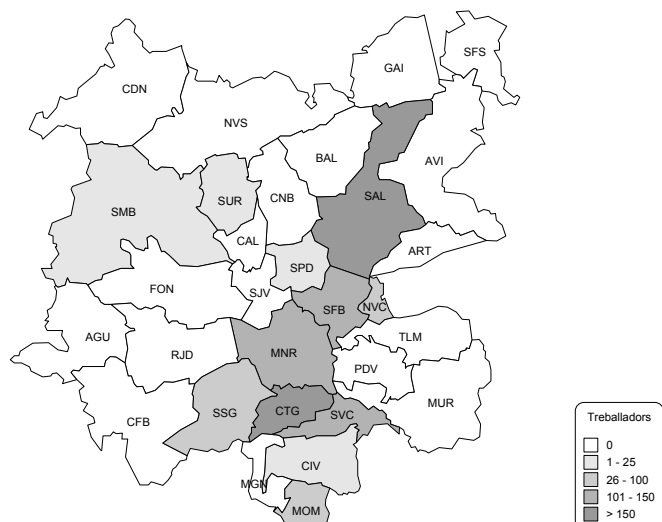 SFS
GAI
CDN
NVS
BAL
AVI
SUR
CNB
SAL
SMB
CAL
ART
SPD
FON
SJV
SFB
NVC
AGU
TLM
RJD
MNR
PDV
MUR
CFB
SSG
CTG
SVC
CIV
MGN
MOM
Treballadors
0
1 - 25
26 - 100
101 - 150
> 150